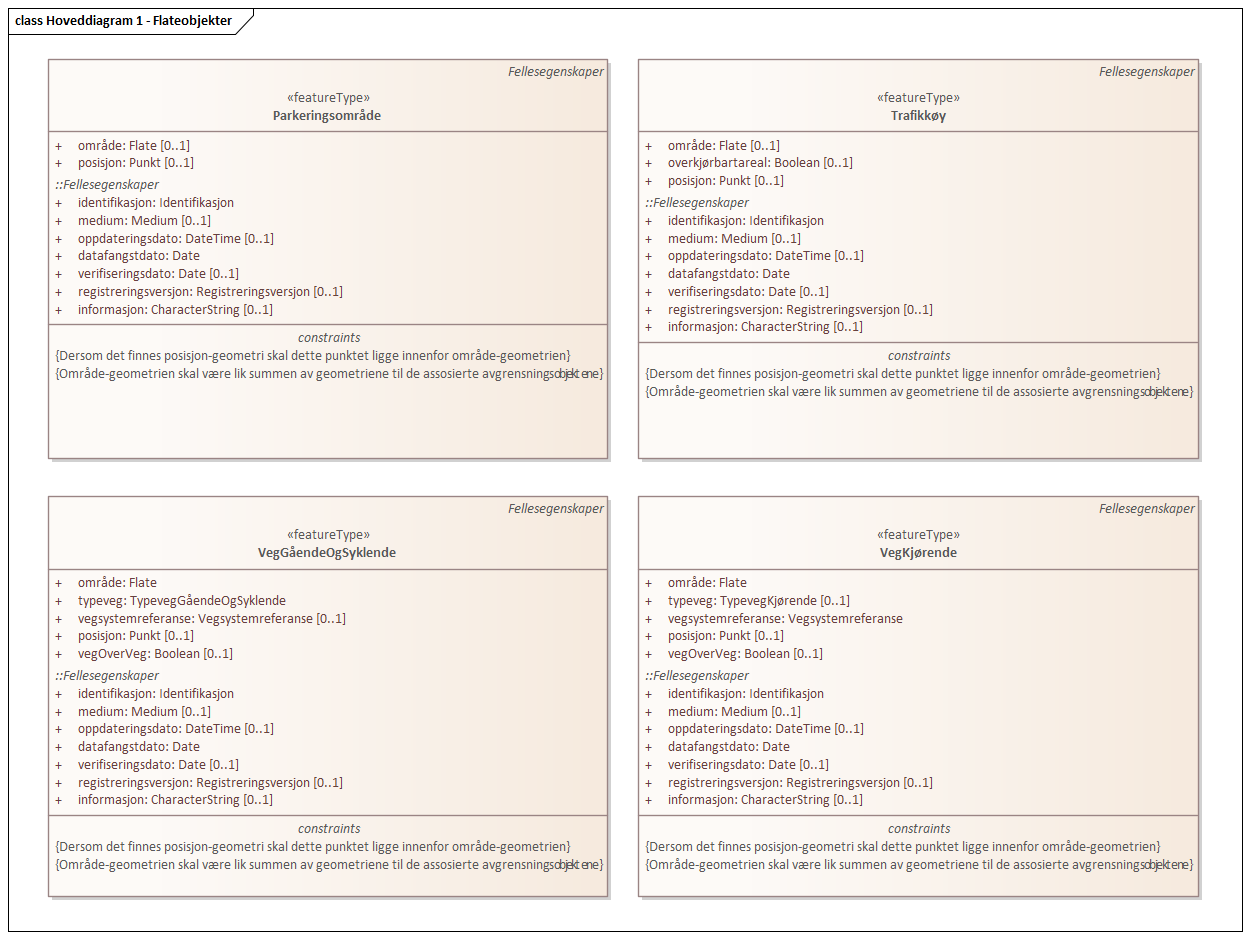 class Hoveddiagram 1 - Flateobjekter
Fellesegenskaper
«featureType»
Parkeringsområde
+ område: Flate [0..1]
+ posisjon: Punkt [0..1]
::Fellesegenskaper
+ identifikasjon: Identifikasjon
+ medium: Medium [0..1]
+ oppdateringsdato: DateTime [0..1]
+ datafangstdato: Date
+ verifiseringsdato: Date [0..1]
+ registreringsversjon: Registreringsversjon [0..1]
+ informasjon: CharacterString [0..1]
constraints
{Dersom det finnes posisjon-geometri skal dette punktet ligge innenfor område-geometrien}
{Område-geometrien skal være lik summen av geometriene til de assosierte avgrensningsobjektene}
Fellesegenskaper
«featureType»
Trafikkøy
+ område: Flate [0..1]
+ overkjørbartareal: Boolean [0..1]
+ posisjon: Punkt [0..1]
::Fellesegenskaper
+ identifikasjon: Identifikasjon
+ medium: Medium [0..1]
+ oppdateringsdato: DateTime [0..1]
+ datafangstdato: Date
+ verifiseringsdato: Date [0..1]
+ registreringsversjon: Registreringsversjon [0..1]
+ informasjon: CharacterString [0..1]
constraints
{Dersom det finnes posisjon-geometri skal dette punktet ligge innenfor område-geometrien}
{Område-geometrien skal være lik summen av geometriene til de assosierte avgrensningsobjektene}
Fellesegenskaper
«featureType»
VegGåendeOgSyklende
+ område: Flate
+ typeveg: TypevegGåendeOgSyklende
+ vegsystemreferanse: Vegsystemreferanse [0..1]
+ posisjon: Punkt [0..1]
+ vegOverVeg: Boolean [0..1]
::Fellesegenskaper
+ identifikasjon: Identifikasjon
+ medium: Medium [0..1]
+ oppdateringsdato: DateTime [0..1]
+ datafangstdato: Date
+ verifiseringsdato: Date [0..1]
+ registreringsversjon: Registreringsversjon [0..1]
+ informasjon: CharacterString [0..1]
constraints
{Dersom det finnes posisjon-geometri skal dette punktet ligge innenfor område-geometrien}
{Område-geometrien skal være lik summen av geometriene til de assosierte avgrensningsobjektene}
Fellesegenskaper
«featureType»
VegKjørende
+ område: Flate
+ typeveg: TypevegKjørende [0..1]
+ vegsystemreferanse: Vegsystemreferanse
+ posisjon: Punkt [0..1]
+ vegOverVeg: Boolean [0..1]
::Fellesegenskaper
+ identifikasjon: Identifikasjon
+ medium: Medium [0..1]
+ oppdateringsdato: DateTime [0..1]
+ datafangstdato: Date
+ verifiseringsdato: Date [0..1]
+ registreringsversjon: Registreringsversjon [0..1]
+ informasjon: CharacterString [0..1]
constraints
{Dersom det finnes posisjon-geometri skal dette punktet ligge innenfor område-geometrien}
{Område-geometrien skal være lik summen av geometriene til de assosierte avgrensningsobjektene}